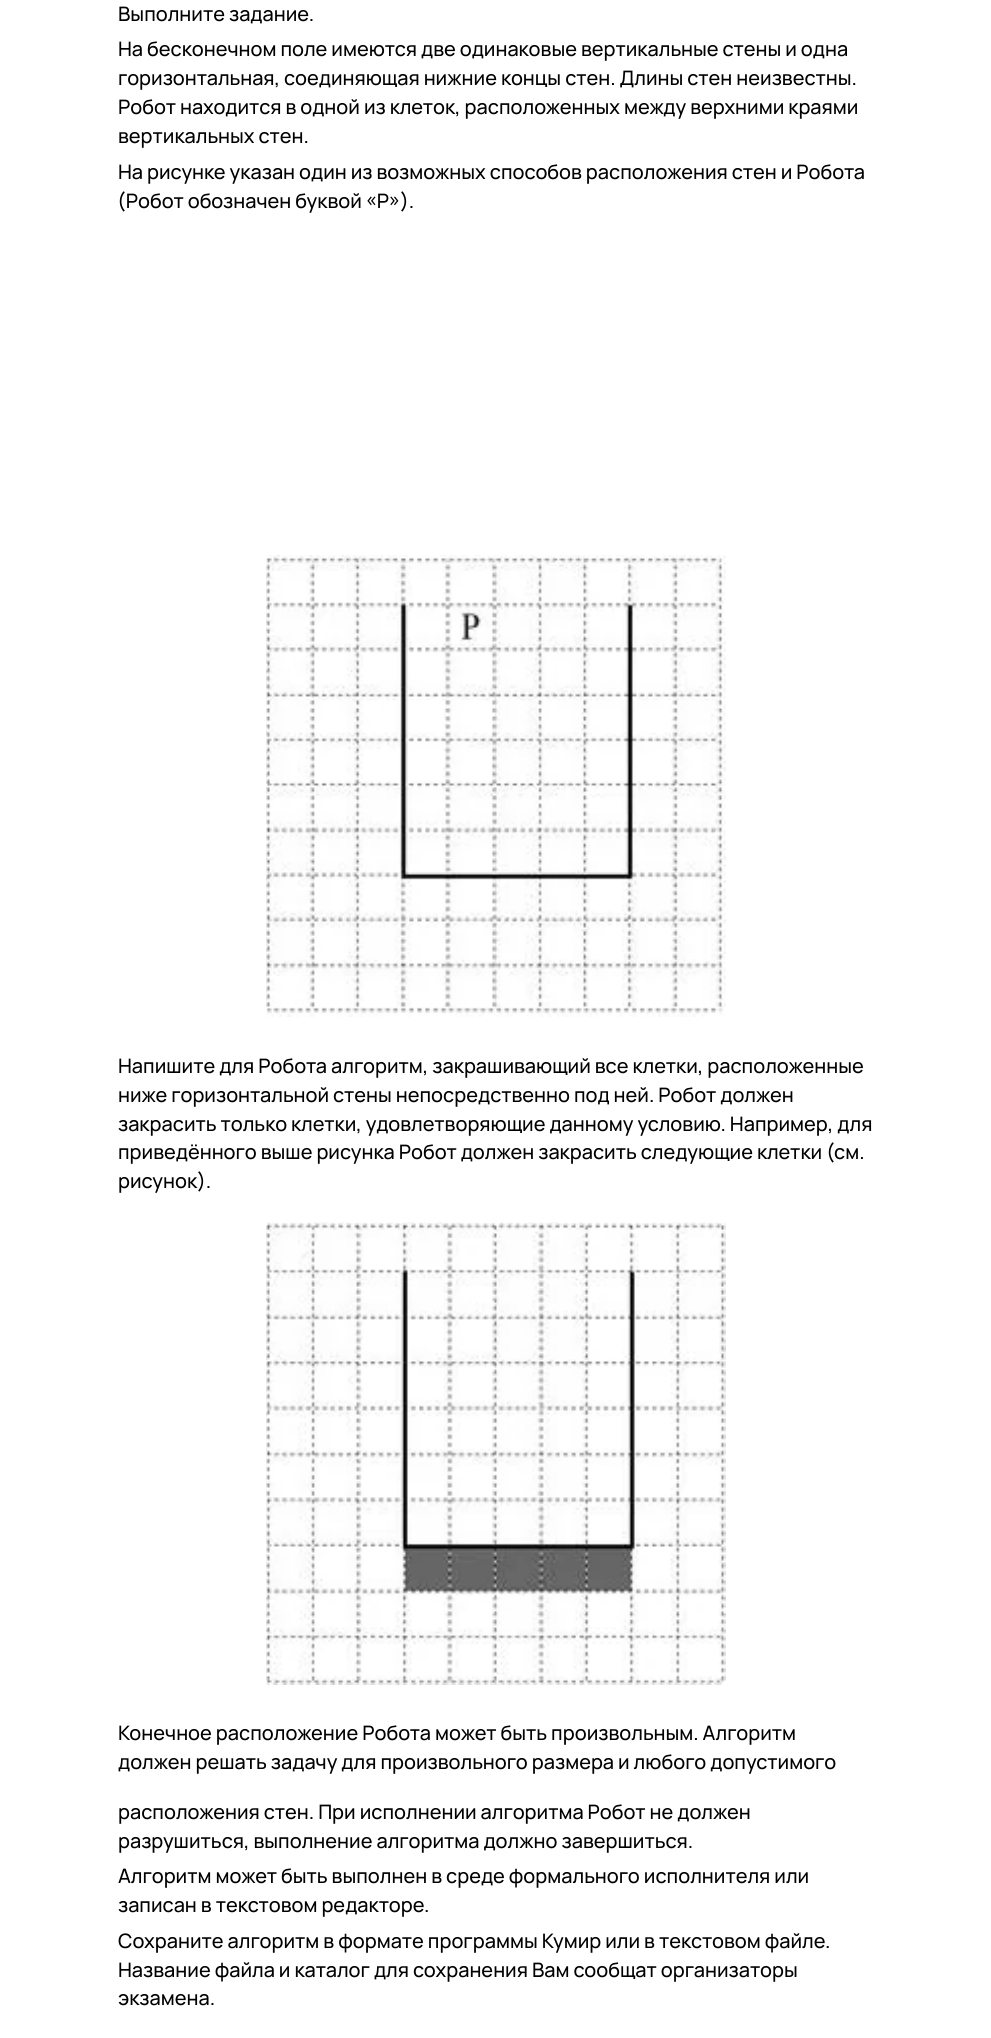 Выполните задание.
На бесконечном поле имеются две одинаковые вертикальные стены и одна
горизонтальная, соединяющая нижние концы стен. Длины стен неизвестны.
Робот находится в одной из клеток, расположенных между верхними краями
вертикальных стен.
На рисунке указан один из возможных способов расположения стен и Робота
(Робот обозначен буквой «Р»).
Р
Напишите для Робота алгоритм, закрашивающий все клетки, расположенные
ниже горизонтальной стены непосредственно под ней. Робот должен
закрасить только клетки, удовлетворяющие данному условию. Например, для
приведённого выше рисунка Робот должен закрасить следующие клетки (см.
рисунок).
Конечное расположение Робота может быть произвольным. Алгоритм
должен решать задачу для произвольного размера и любого допустимого
расположения стен. При исполнении алгоритма Робот не должен
разрушиться, выполнение алгоритма должно завершиться.
Алгоритм может быть выполнен в среде формального исполнителя или
записан в текстовом редакторе.
Сохраните алгоритм в формате программы Кумир или в текстовом файле.
Название файла и каталог для сохранения Вам сообщат организаторы
экзамена.